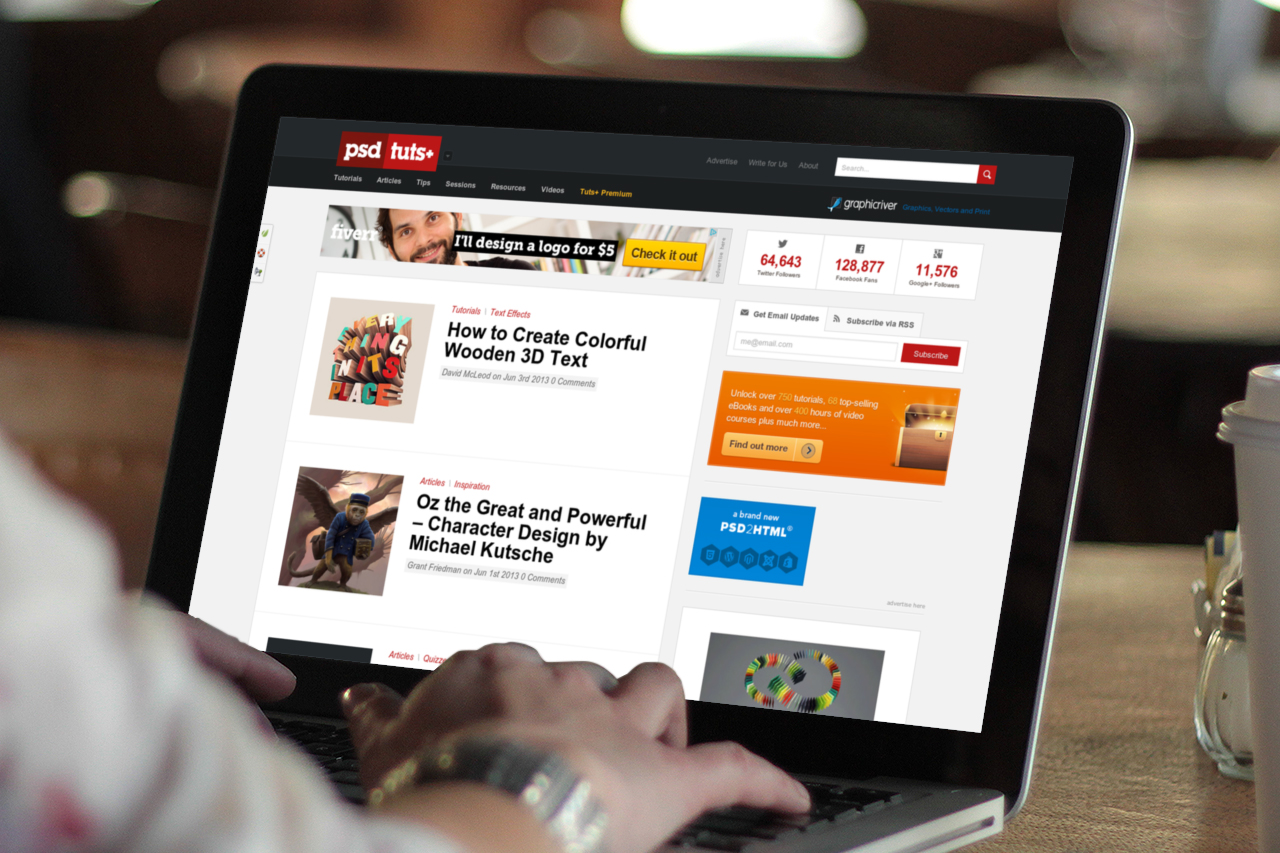 psd tuts+
Advertise Write for Us About
Search...
Tutorials Articles Tips Sessions Resources Videos Tuts+ Premium
graphicriver Graphics, Vectors and Print
fiverr
I'll design a logo for $5
Check it out
advertise here
64,643
Twitter Followers
128,877
Facebook Fans
11,576
Google+ Followers
Tutorials | Text Effects
How to Create Colorful
Wooden 3D Text
David McLeod on Jun 3rd 2013 0 Comments
EVERY
THING
IN ITS
PLACE
Get Email Updates
Subscribe via RSS
me@email.com
Subscribe
Unlock over 750 tutorials, 68 top-selling
eBooks and over 400 hours of video
courses plus much more...
Find out more
Articles | Inspiration
Oz the Great and Powerful
– Character Design by
Michael Kutsche
Grant Friedman on Jun 1st 2013 0 Comments
a brand new
PSD2HTML®
advertise here
Articles |